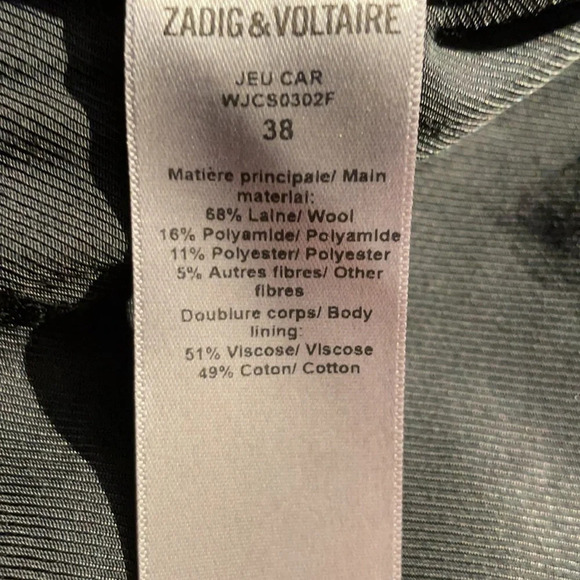 ZADIG & VOLTAIRE
JEU CAR
WJCS0302F
38
Matière principale/ Main
material:
68% Laine/ Wool
16% Polyamide/ Polyamide
11% Polyester/ Polyester
5% Autres fibres/ Other
fibres
Doublure corps/ Body
lining:
51% Viscose/ Viscose
49% Coton/ Cotton